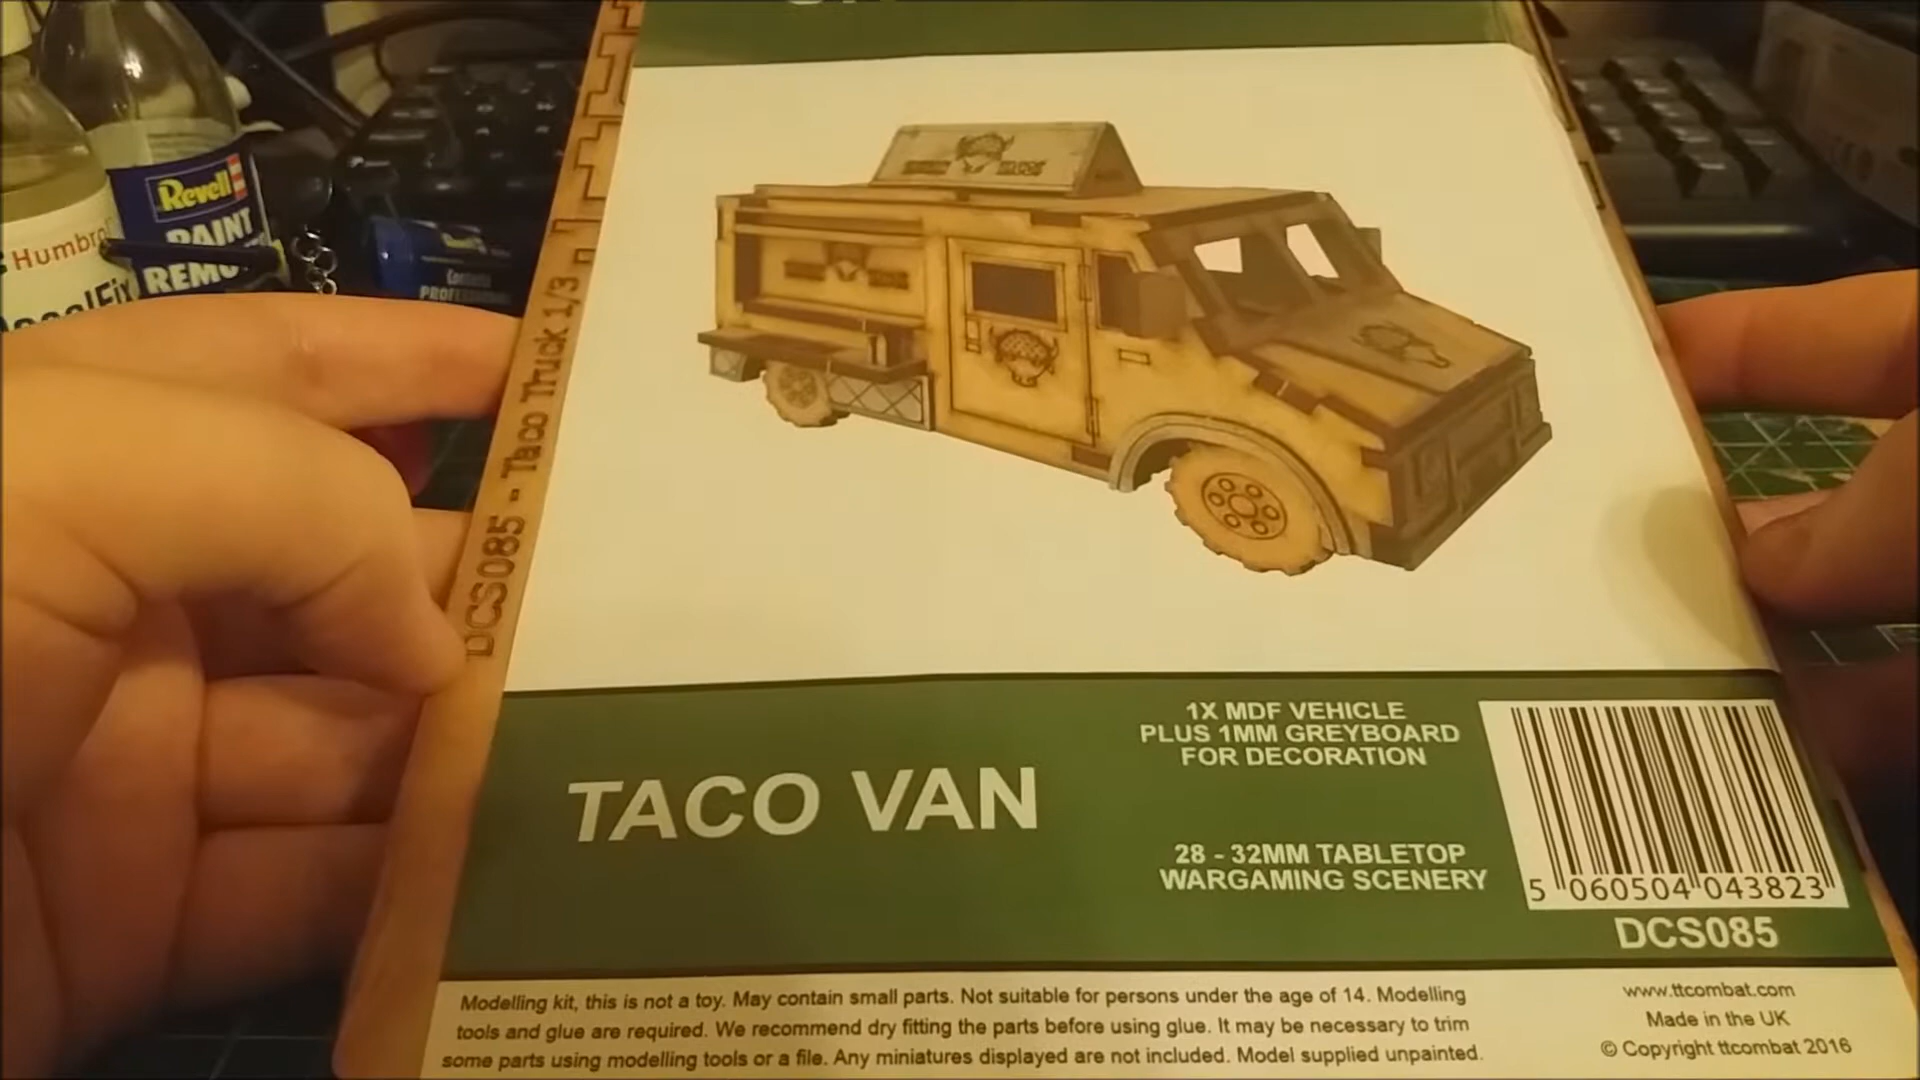 Revell
PAINT
Humbro
DCS085 - Taco Truck 1/3
TACO VAN
1X MDF VEHICLE
PLUS 1MM GREYBOARD
FOR DECORATION
28 - 32MM TABLETOP
WARGAMING SCENERY
5 060504 043823
DCS085
Modelling kit, this is not a toy. May contain small parts. Not suitable for persons under the age of 14. Modelling
tools and glue are required. We recommend dry fitting the parts before using glue. It may be necessary to trim
some parts using modelling tools or a file. Any miniatures displayed are not included. Model supplied unpainted.
www.ttcombat.com
Made in the UK
© Copyright ttcombat 2016